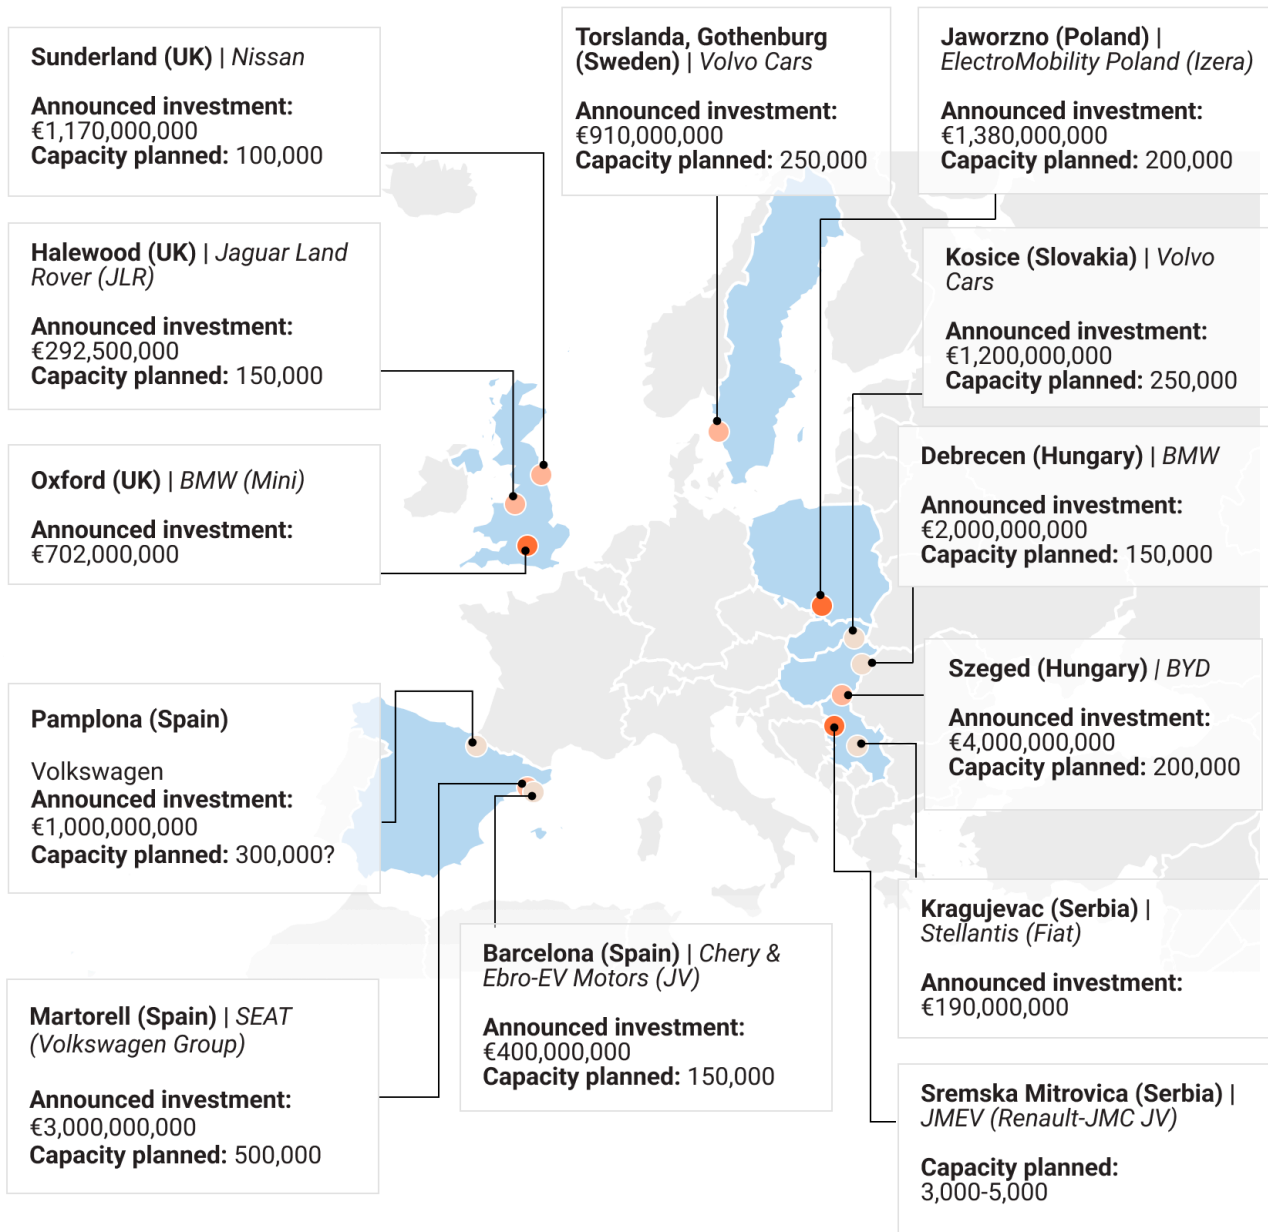 Sunderland (UK) | Nissan
Announced investment:
€1,170,000,000
Capacity planned: 100,000
Torslanda, Gothenburg
(Sweden) | Volvo Cars
Announced investment:
€910,000,000
Capacity planned: 250,000
Jaworzno (Poland) |
ElectroMobility Poland (Izera)
Announced investment:
€1,380,000,000
Capacity planned: 200,000
Halewood (UK) | Jaguar Land
Rover (JLR)
Announced investment:
€292,500,000
Capacity planned: 150,000
Kosice (Slovakia) | Volvo
Cars
Announced investment:
€1,200,000,000
Capacity planned: 250,000
Oxford (UK) | BMW (Mini)
Announced investment:
€702,000,000
Debrecen (Hungary) | BMW
Announced investment:
€2,000,000,000
Capacity planned: 150,000
Szeged (Hungary) | BYD
Announced investment:
€4,000,000,000
Capacity planned: 200,000
Pamplona (Spain)
Volkswagen
Announced investment:
€1,000,000,000
Capacity planned: 300,000?
Kragujevac (Serbia) |
Stellantis (Fiat)
Announced investment:
€190,000,000
Barcelona (Spain) | Chery &
Ebro-EV Motors (JV)
Announced investment:
€400,000,000
Capacity planned: 150,000
Martorell (Spain) | SEAT
(Volkswagen Group)
Announced investment:
€3,000,000,000
Capacity planned: 500,000
Sremska Mitrovica (Serbia) |
JMEV (Renault-JMC JV)
Capacity planned:
3,000-5,000